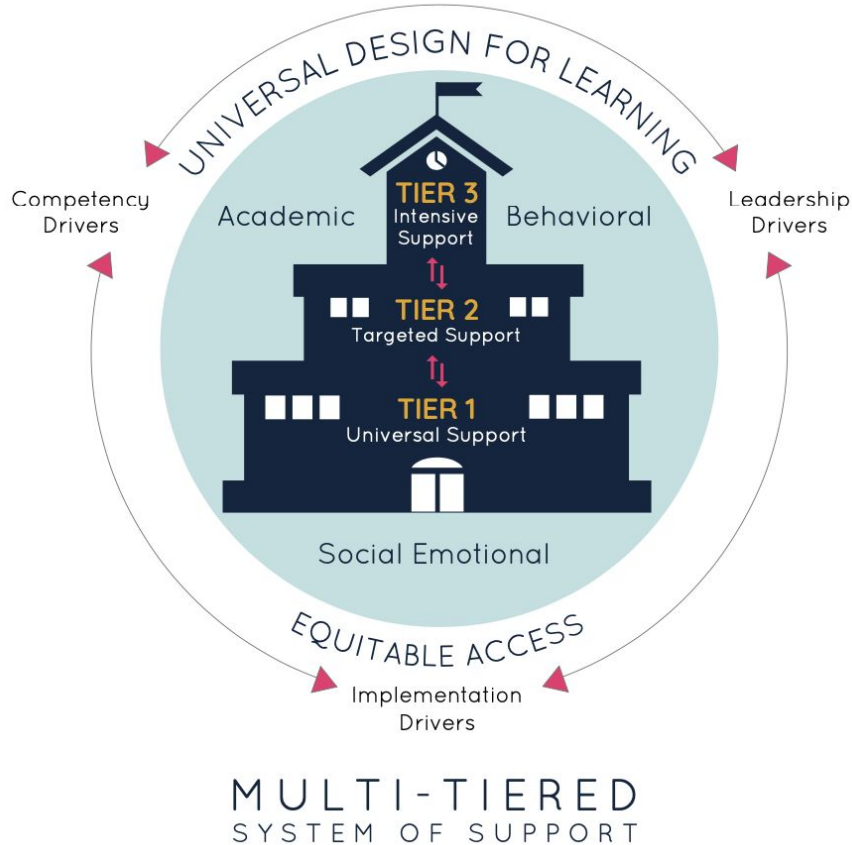 UNIVERSAL DESIGN FOR LEARNING
Competency
Drivers
Leadership
Drivers
Academic
Behavioral
TIER 3
Intensive
Support
TIER 2
Targeted Support
TIER 1
Universal Support
Social Emotional
EQUITABLE ACCESS
Implementation
Drivers
MULTI-TIERED
SYSTEM OF SUPPORT